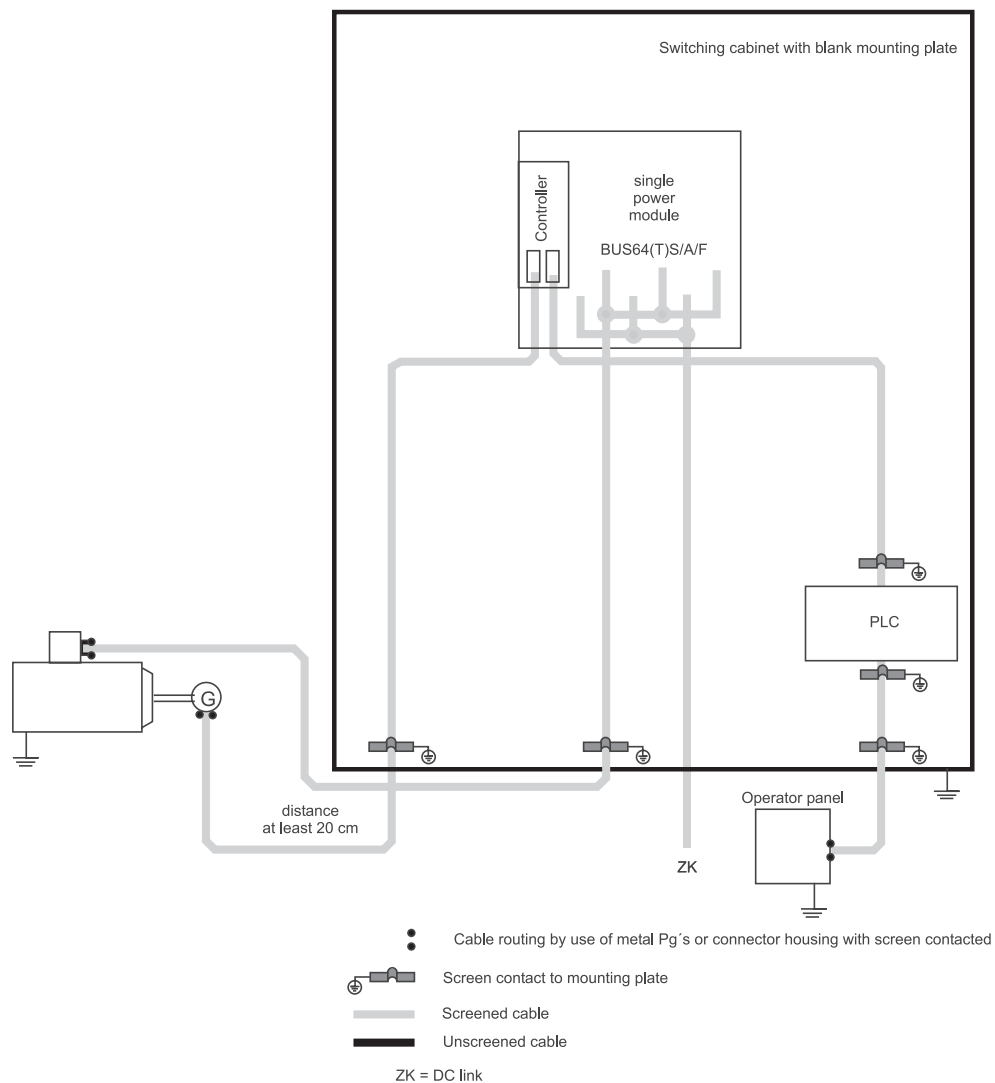 Switching cabinet with blank mounting plate
Controller
single
power
module
BUS64(T)S/A/F
PLC
G
distance
at least 20 cm
Operator panel
ZK
Cable routing by use of metal Pg´s or connector housing with screen contacted
Screen contact to mounting plate
Screened cable
Unscreened cable
ZK = DC link